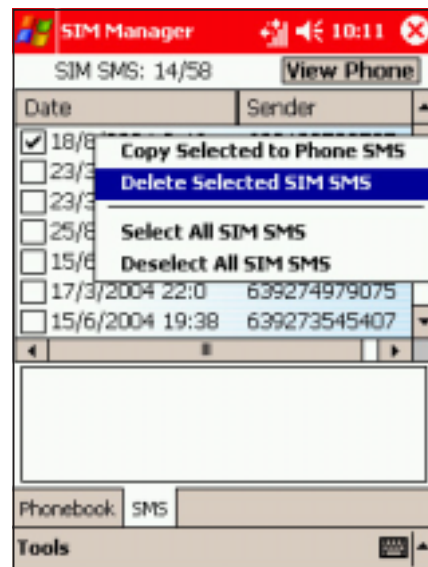 SIM Manager 10:11
SIM SMS: 14/58 View Phone
Date Sender
18/8
Copy Selected to Phone SMS
23/3
Delete Selected SIM SMS
23/3
25/8 Select All SIM SMS
15/6 Deselect All SIM SMS
17/3/2004 22:0 639274979075
15/6/2004 19:38 639273545407
Phonebook SMS
Tools